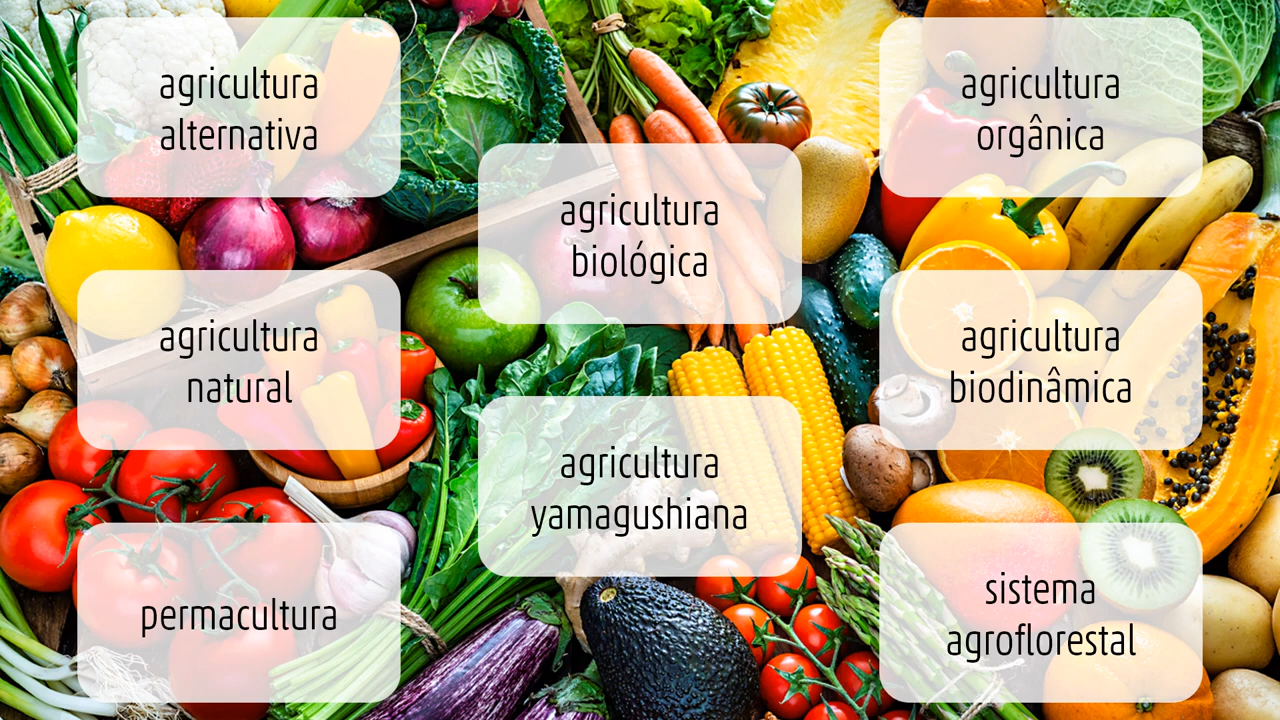 agricultura
alternativa
agricultura
orgânica
agricultura
biológica
agricultura
natural
agricultura
biodinâmica
agricultura
yamagushiana
permacultura
sistema
agroflorestal